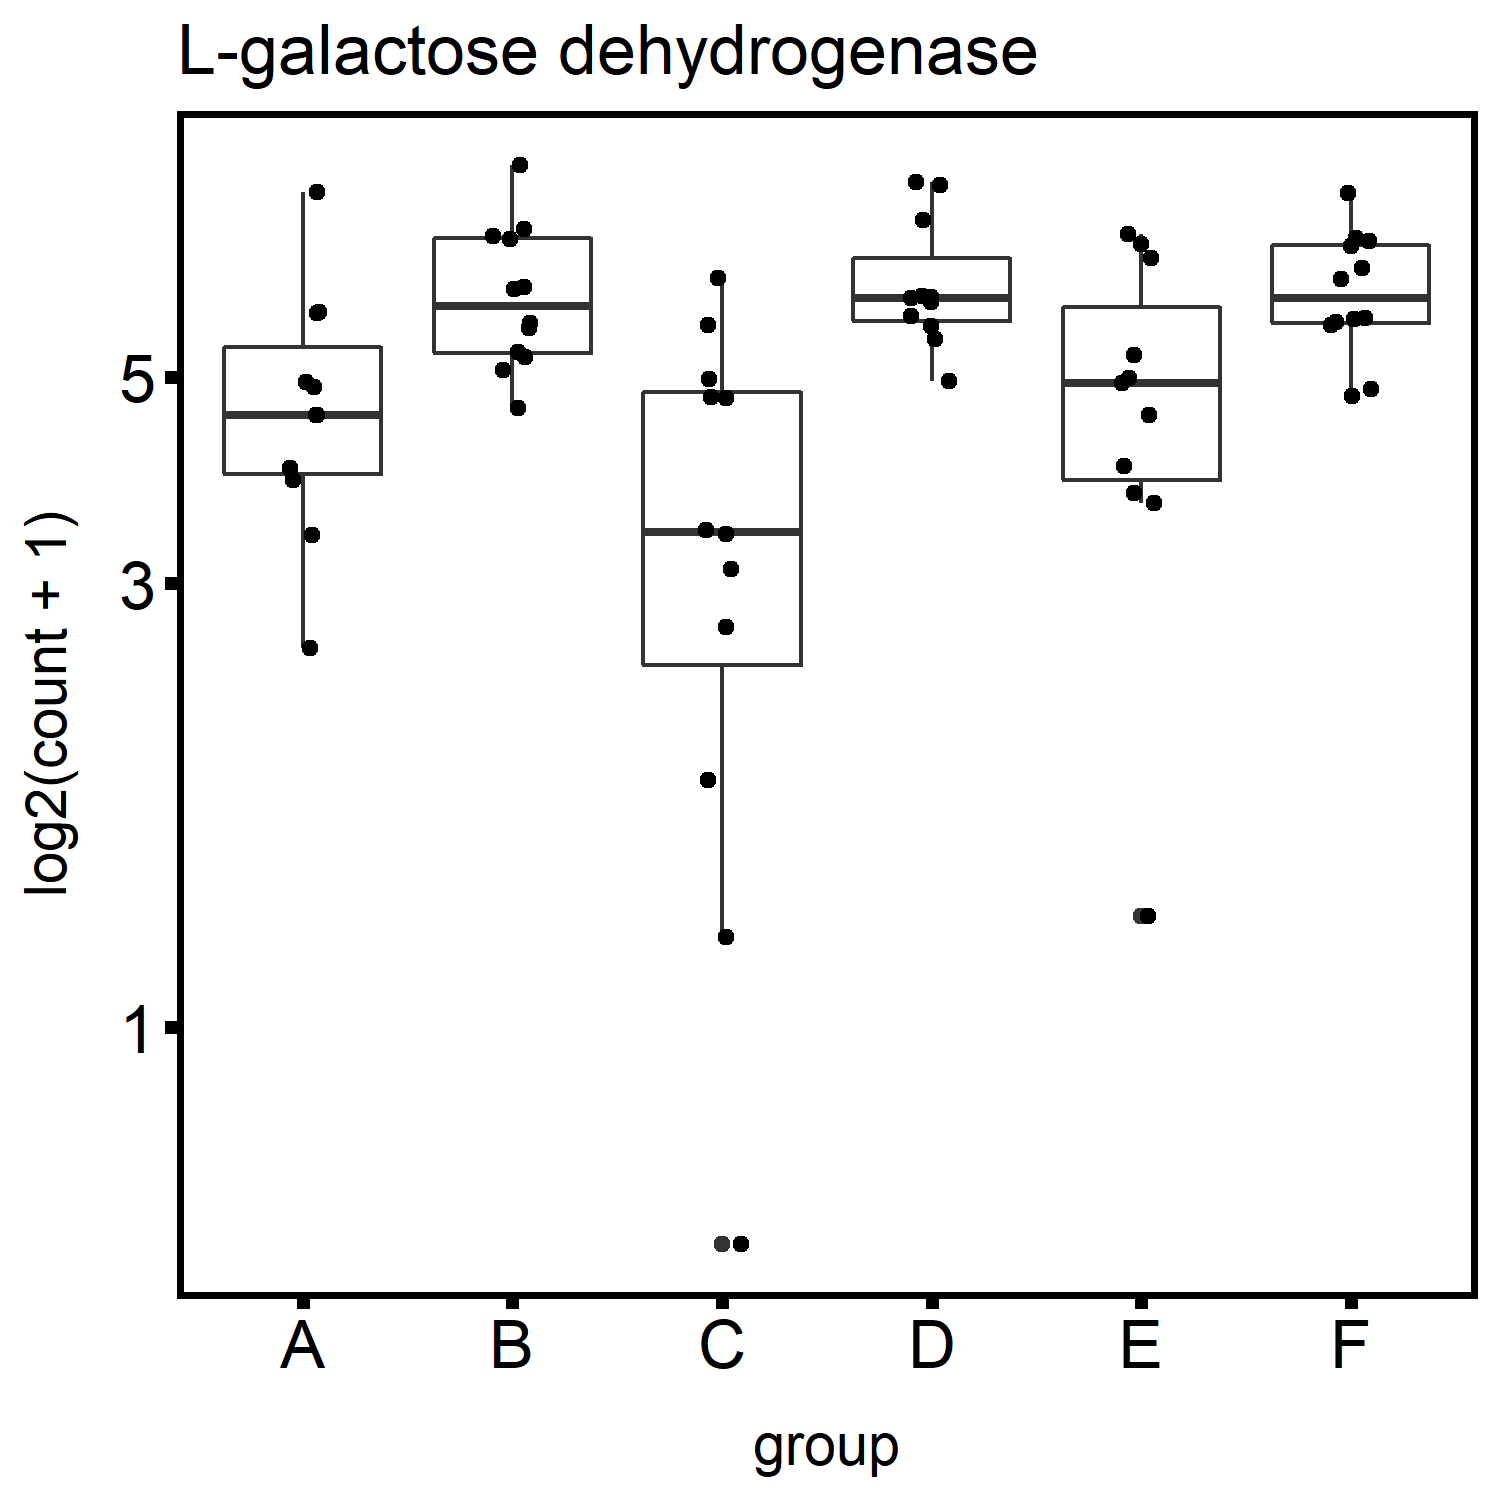 L-galactose dehydrogenase
log2(count + 1)
5
3
1
A B C D E F
group